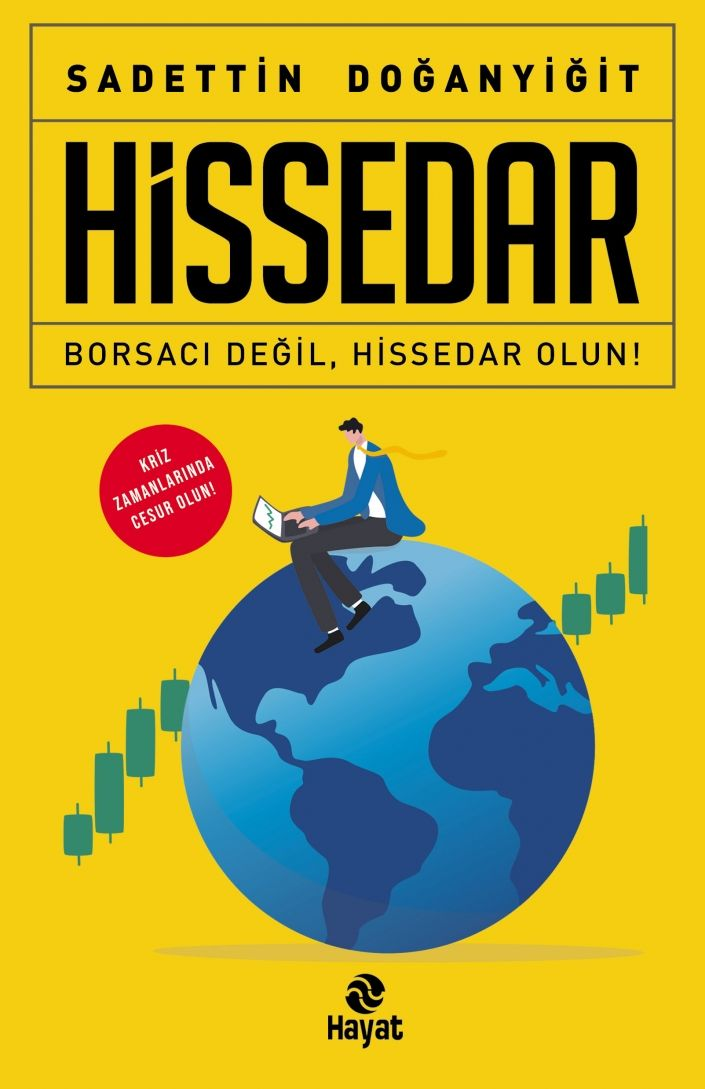 SADETTİN DOĞANYİĞİT
HİSSEDAR
BORSACI DEĞİL, HİSSEDAR OLUN!
KRİZ
ZAMANLARINDA
CESUR OLUN!
Hayat